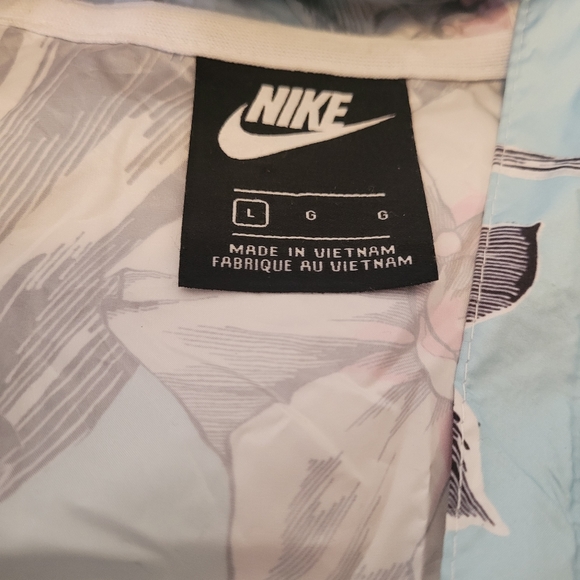 NIKE
L G G
MADE IN VIETNAM
FABRIQUE AU VIETNAM